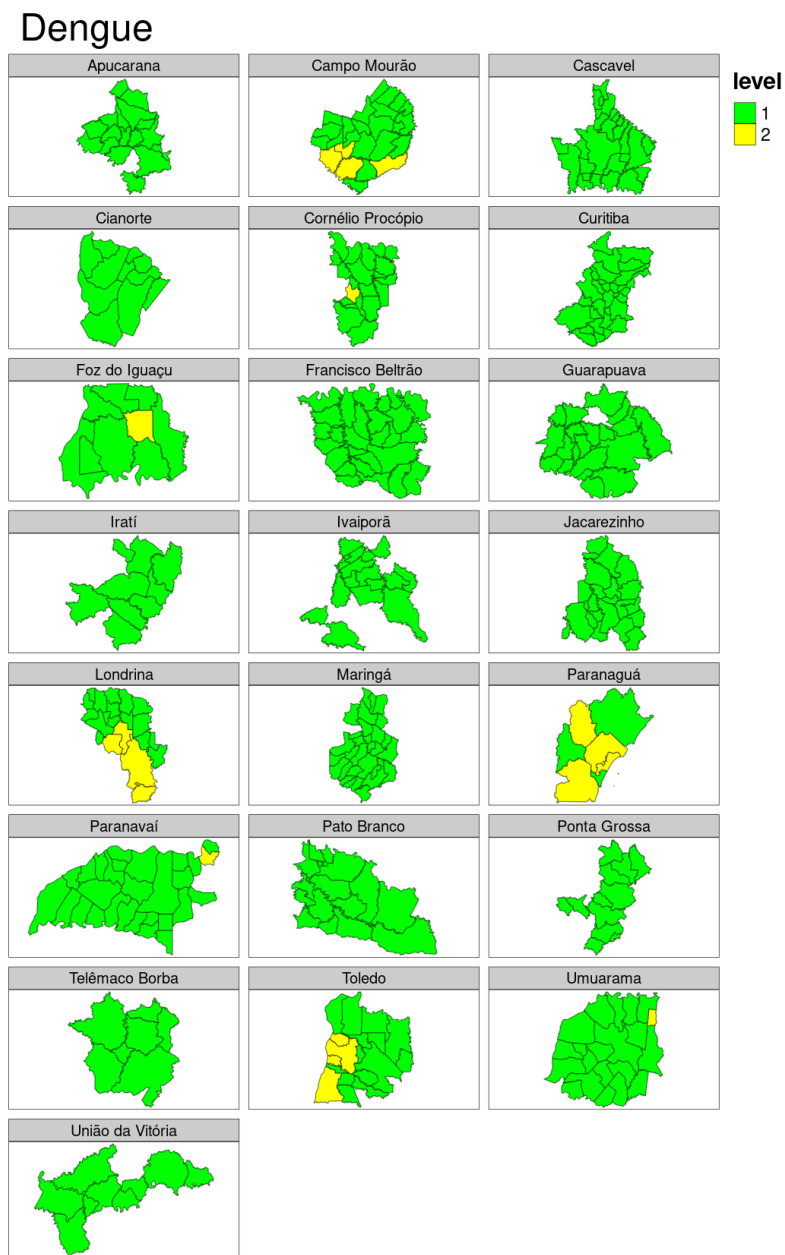 Dengue
Apucarana
Campo Mourão
Cascavel
level
1
2
Cianorte
Cornélio Procópio
Curitiba
Foz do Iguaçu
Francisco Beltrão
Guarapuava
Iratí
Ivaiporã
Jacarezinho
Londrina
Maringá
Paranaguá
Paranavaí
Pato Branco
Ponta Grossa
Telêmaco Borba
Toledo
Umuarama
União da Vitória